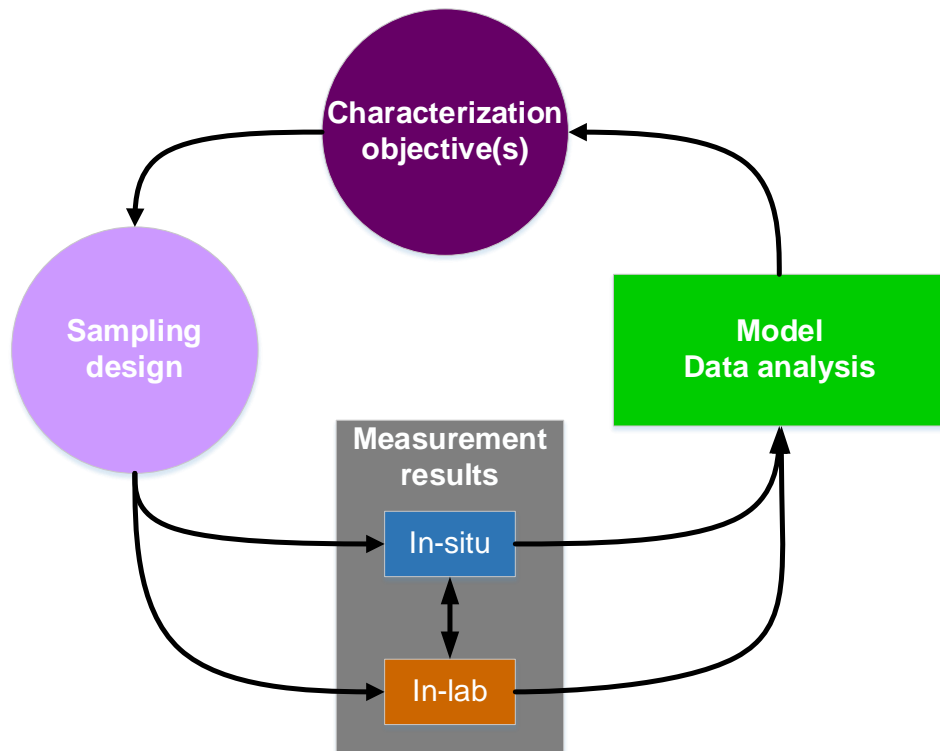 Characterization
objective(s)
Sampling
design
Model
Data analysis
Measurement
results
In-situ
In-lab